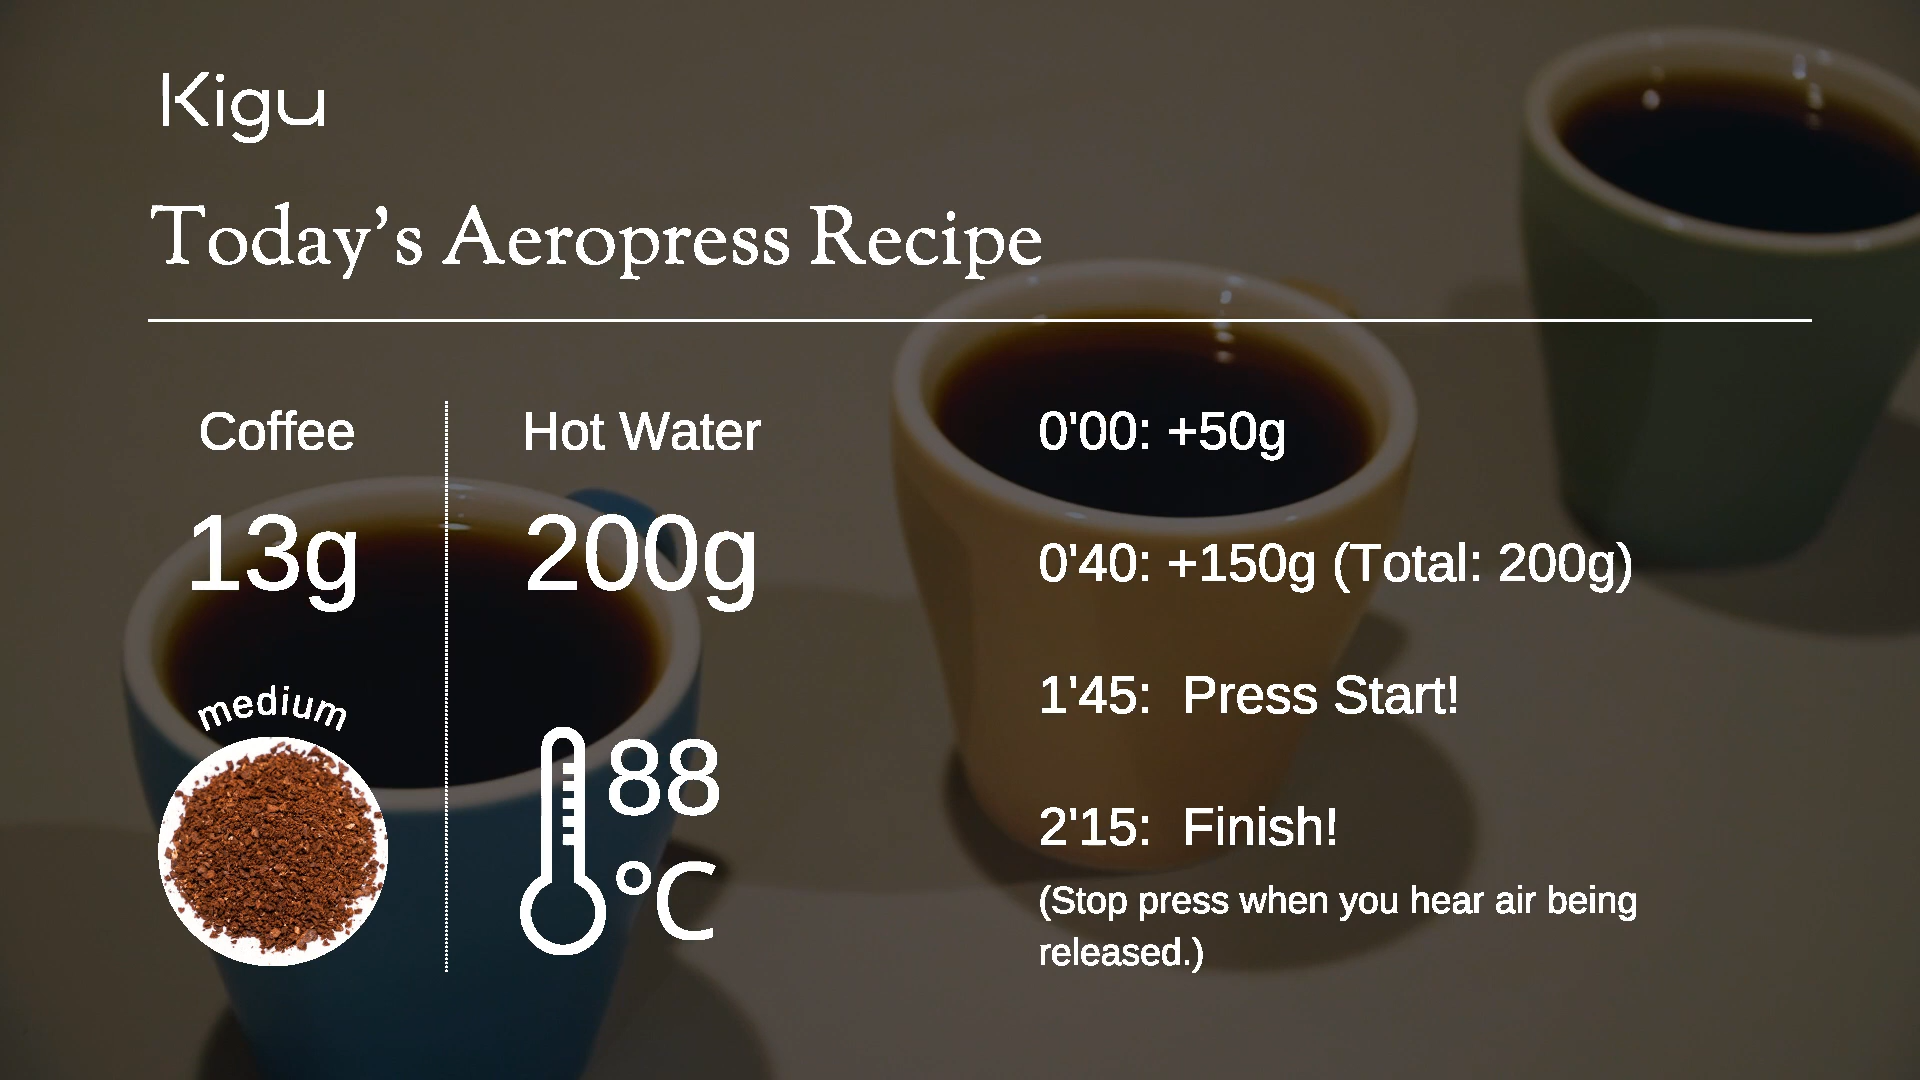 Kigu
Today’s Aeropress Recipe
Coffee
13g
medium
Hot Water
200g
88
°C
0'00: +50g
0'40: +150g (Total: 200g)
1'45: Press Start!
2'15: Finish!
(Stop press when you hear air being
released.)